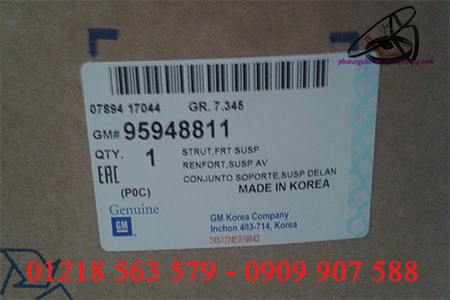 07894 17044 GR. 7.345
GM# 95948811
QTY. 1 STRUT,FRT SUSP
RENFORT,SUSP AV
CONJUNTO SOPORTE,SUSP DELAN
EAC
(P0C) MADE IN KOREA
Genuine
GM
GM Korea Company
Inchon 403-714, Korea
01218 563 579 - 0909 907 588